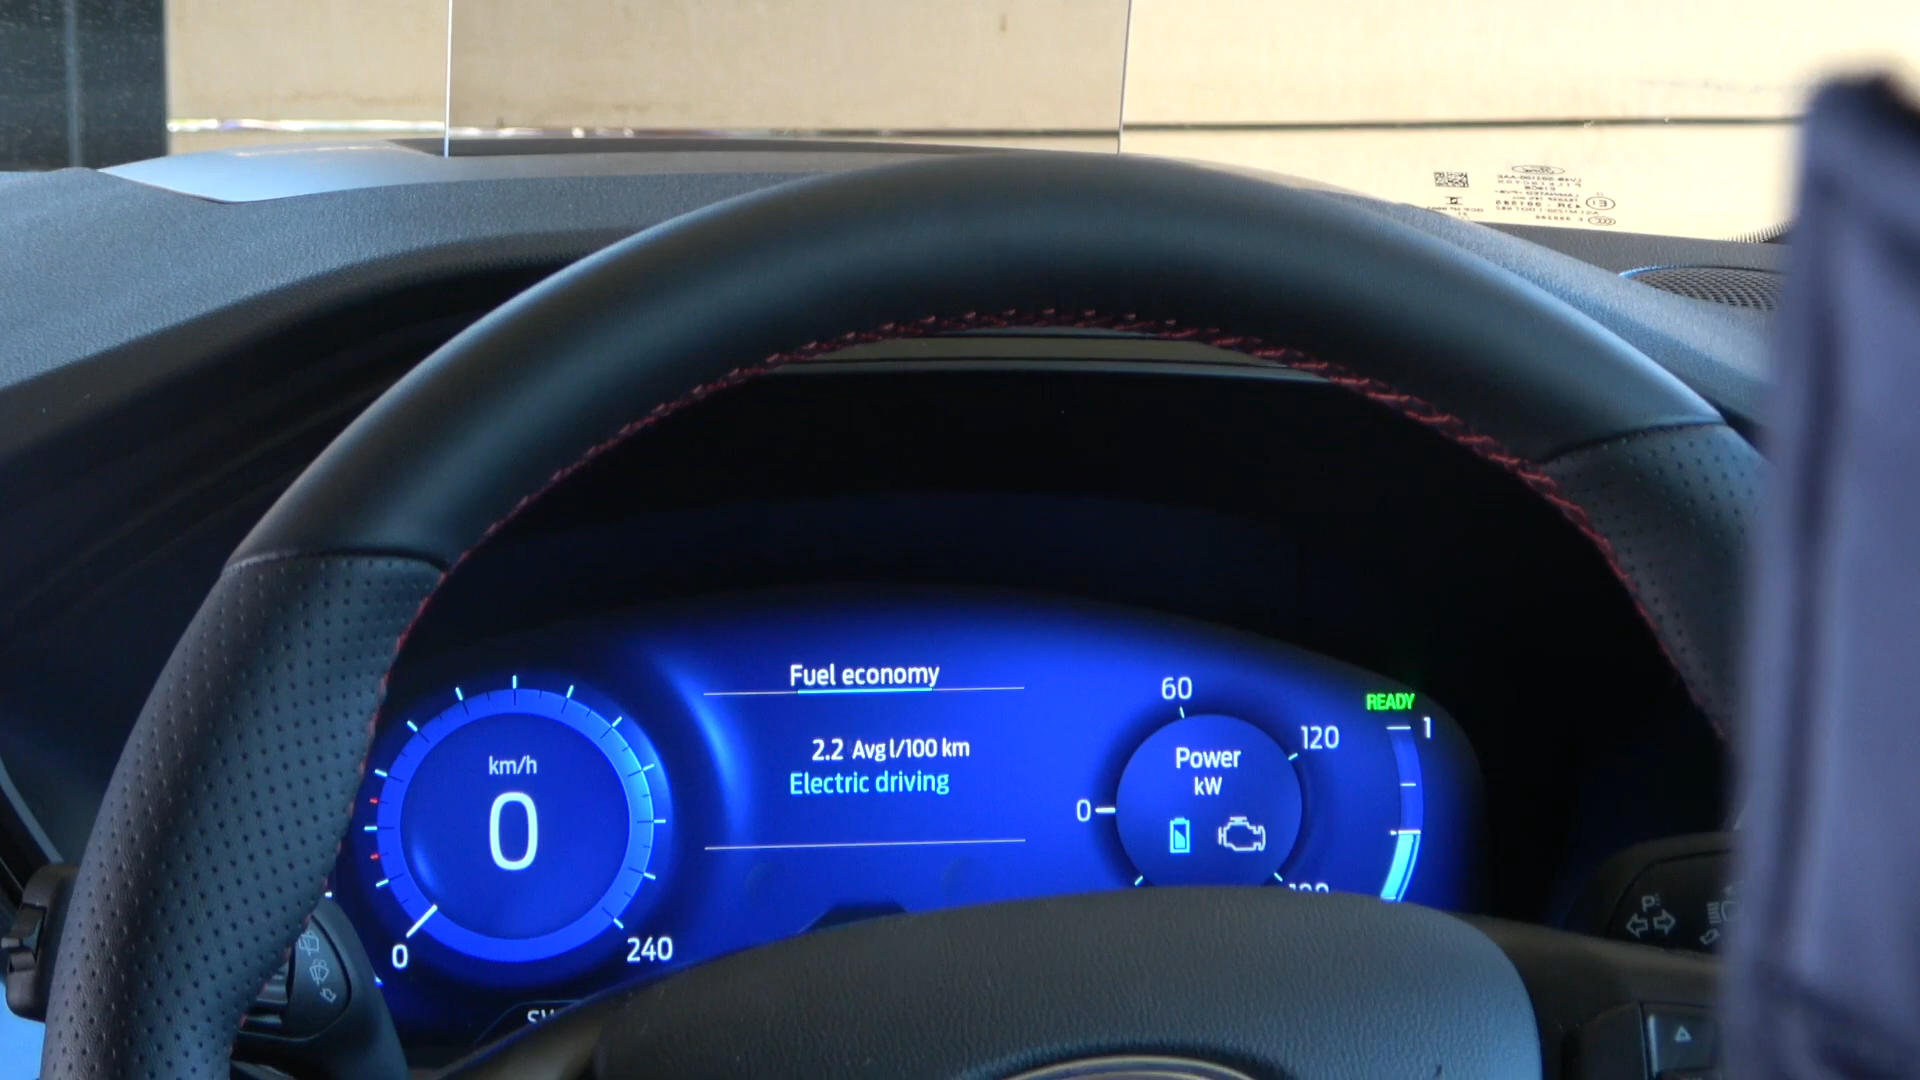 Fuel economy
READY
60
1
120
2.2 Avg l/100 km
Power
km/h
kW
Electric driving
0
0
0
240
P